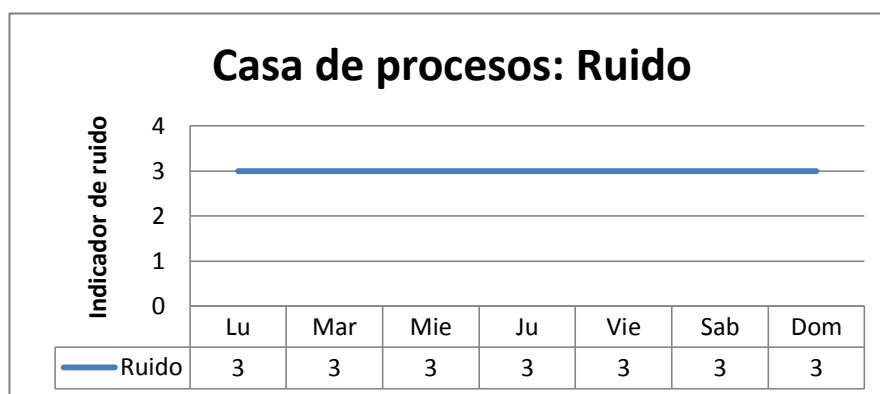 Casa de procesos: Ruido
Indicador de ruido
4
3
2
1
0
Lu Mar Mie Ju Vie Sab Dom
Ruido 3 3 3 3 3 3 3